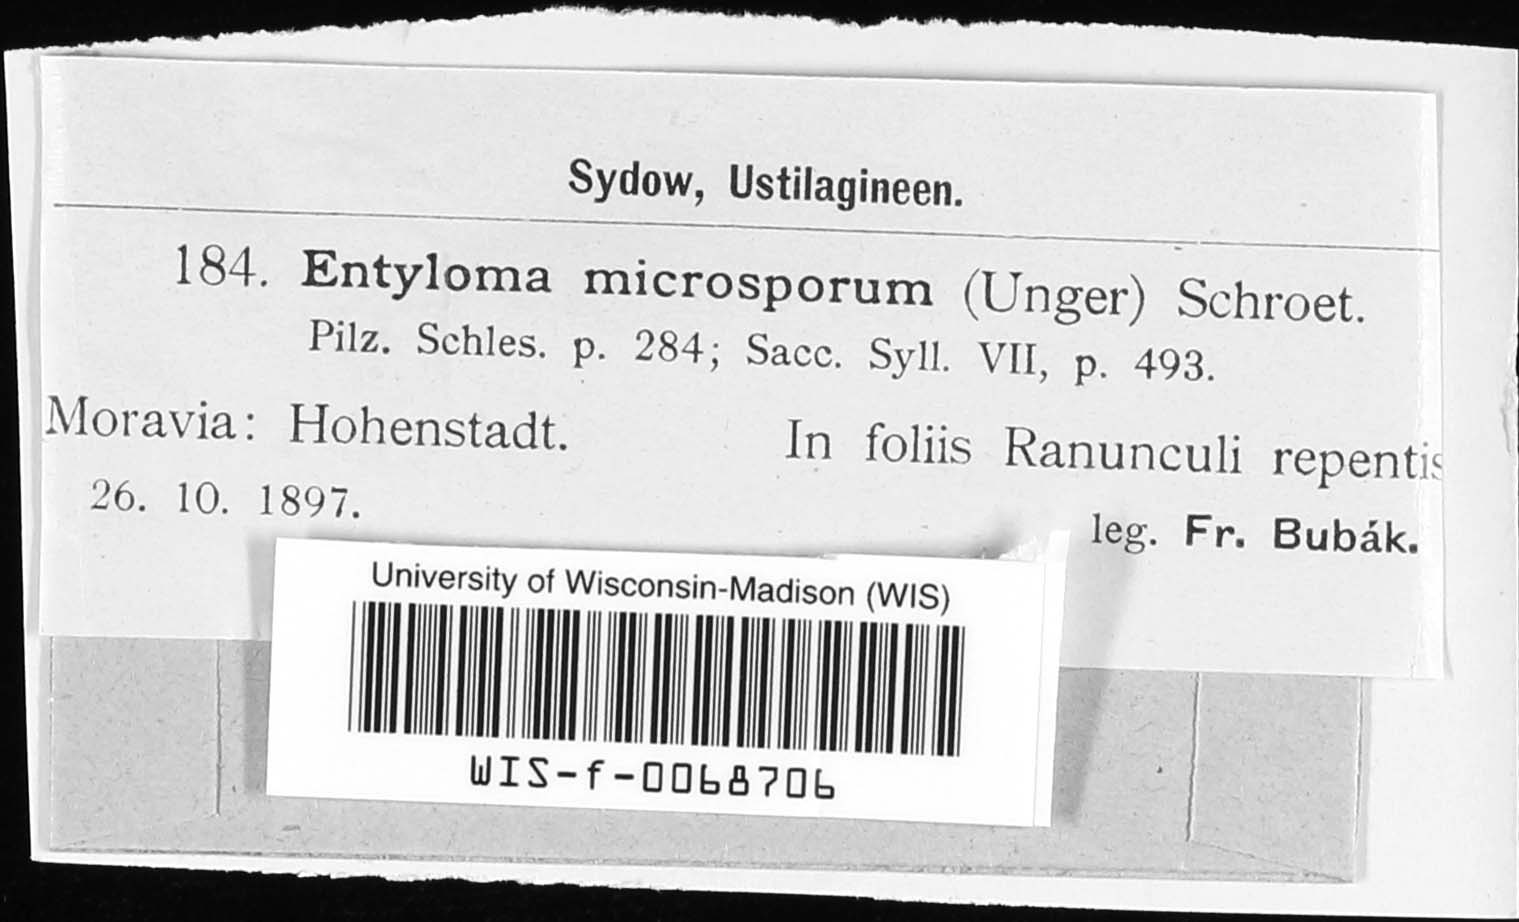 Sydow, Ustilagineen.
184. Entyloma microsporum (Unger) Schroet.
Pilz. Schles. p. 284; Sacc. Syll. VII, p. 493.
Moravia: Hohenstadt. In foliis Ranunculi repentis
26. 10. 1897. leg. Fr. Bubák.
University of Wisconsin-Madison (WIS)
WIS-f-0068706